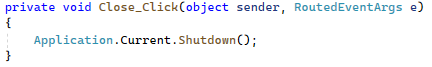 private void Close_Click(object sender, RoutedEventArgs e)
{
    Application.Current.Shutdown();
}